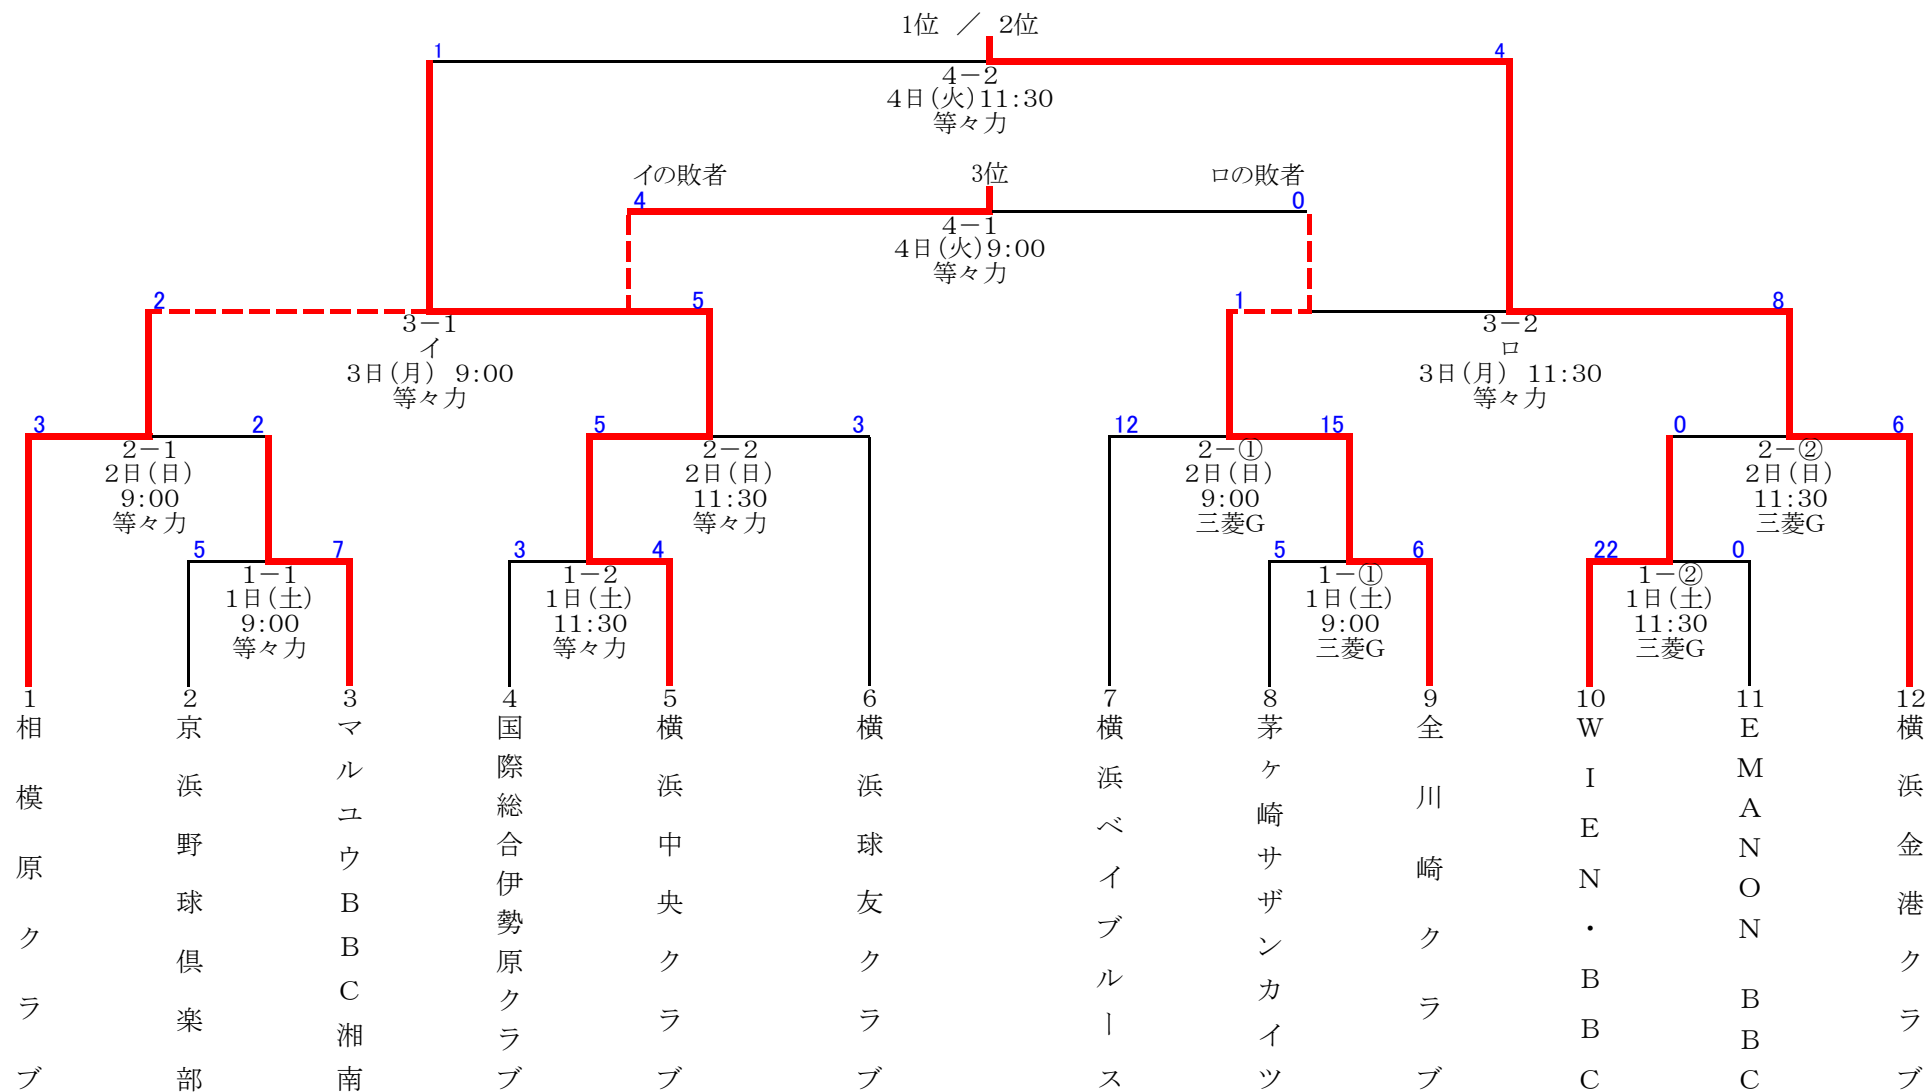 1位　／　2位
1
4
4－2
4日(火)11:30
等々力
イの敗者
3位
ロの敗者
4
0
4－1
4日(火)9:00
等々力
2
5
1
8
3－1
イ
3日(月)　9:00
等々力
3－2
ロ
3日(月)　11:30
等々力
3
2
5
3
12
15
0
6
2－1
2日(日)
9:00
等々力
2－2
2日(日)
11:30
等々力
2－①
2日(日)
9:00
三菱G
2－②
2日(日)
11:30
三菱G
5
7
3
4
5
6
22
0
1－1
1日(土)
9:00
等々力
1－2
1日(土)
11:30
等々力
1－①
1日(土)
9:00
三菱G
1－②
1日(土)
11:30
三菱G
1
相模原クラブ
2
京浜野球倶楽部
3
マルユウBBC湘南
4
国際総合伊勢原クラブ
5
横浜中央クラブ
6
横浜球友クラブ
7
横浜ベイブルース
8
茅ヶ崎サザンカイツ
9
全川崎クラブ
10
WIEN・BBC
11
EMANON BBC
12
横浜金港クラブ